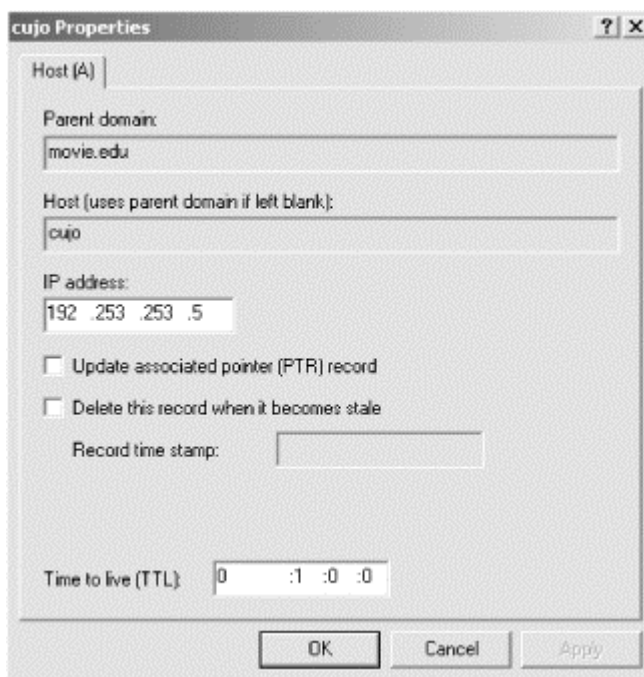 cujo Properties
Host (A)
Parent domain:
movie.edu
Host (uses parent domain if left blank):
cujo
IP address:
192 .253 .253 .5
Update associated pointer (PTR) record
Delete this record when it becomes stale
Record time stamp:
Time to live (TTL): 0 :1 :0 :0
OK Cancel Apply